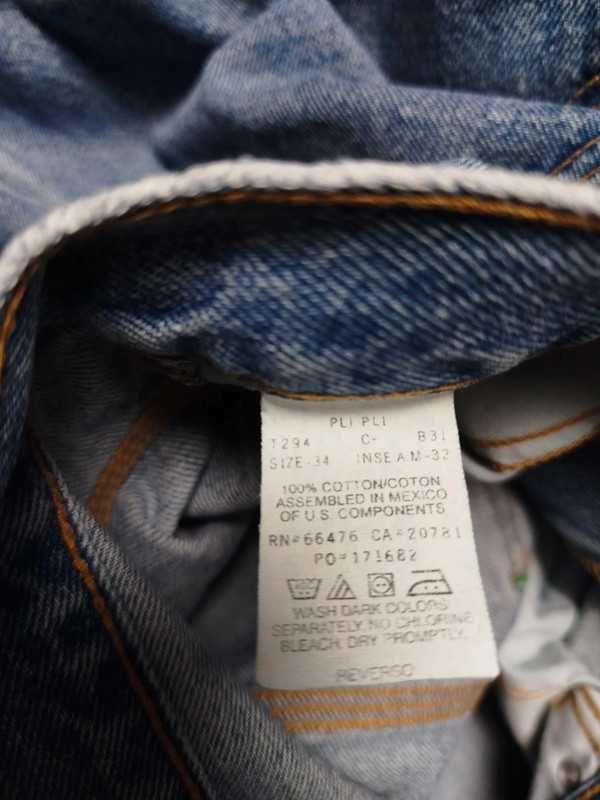 PLI PLI
T294 C- B31
SIZE-34 INSEAM-32
100% COTTON/COTON
ASSEMBLED IN MEXICO
OF U.S. COMPONENTS
RN#66476 CA#20781
PO#171682
WASH DARK COLORS
SEPARATELY. NO CHLORINE
BLEACH. DRY PROMPTLY.
REVERSO